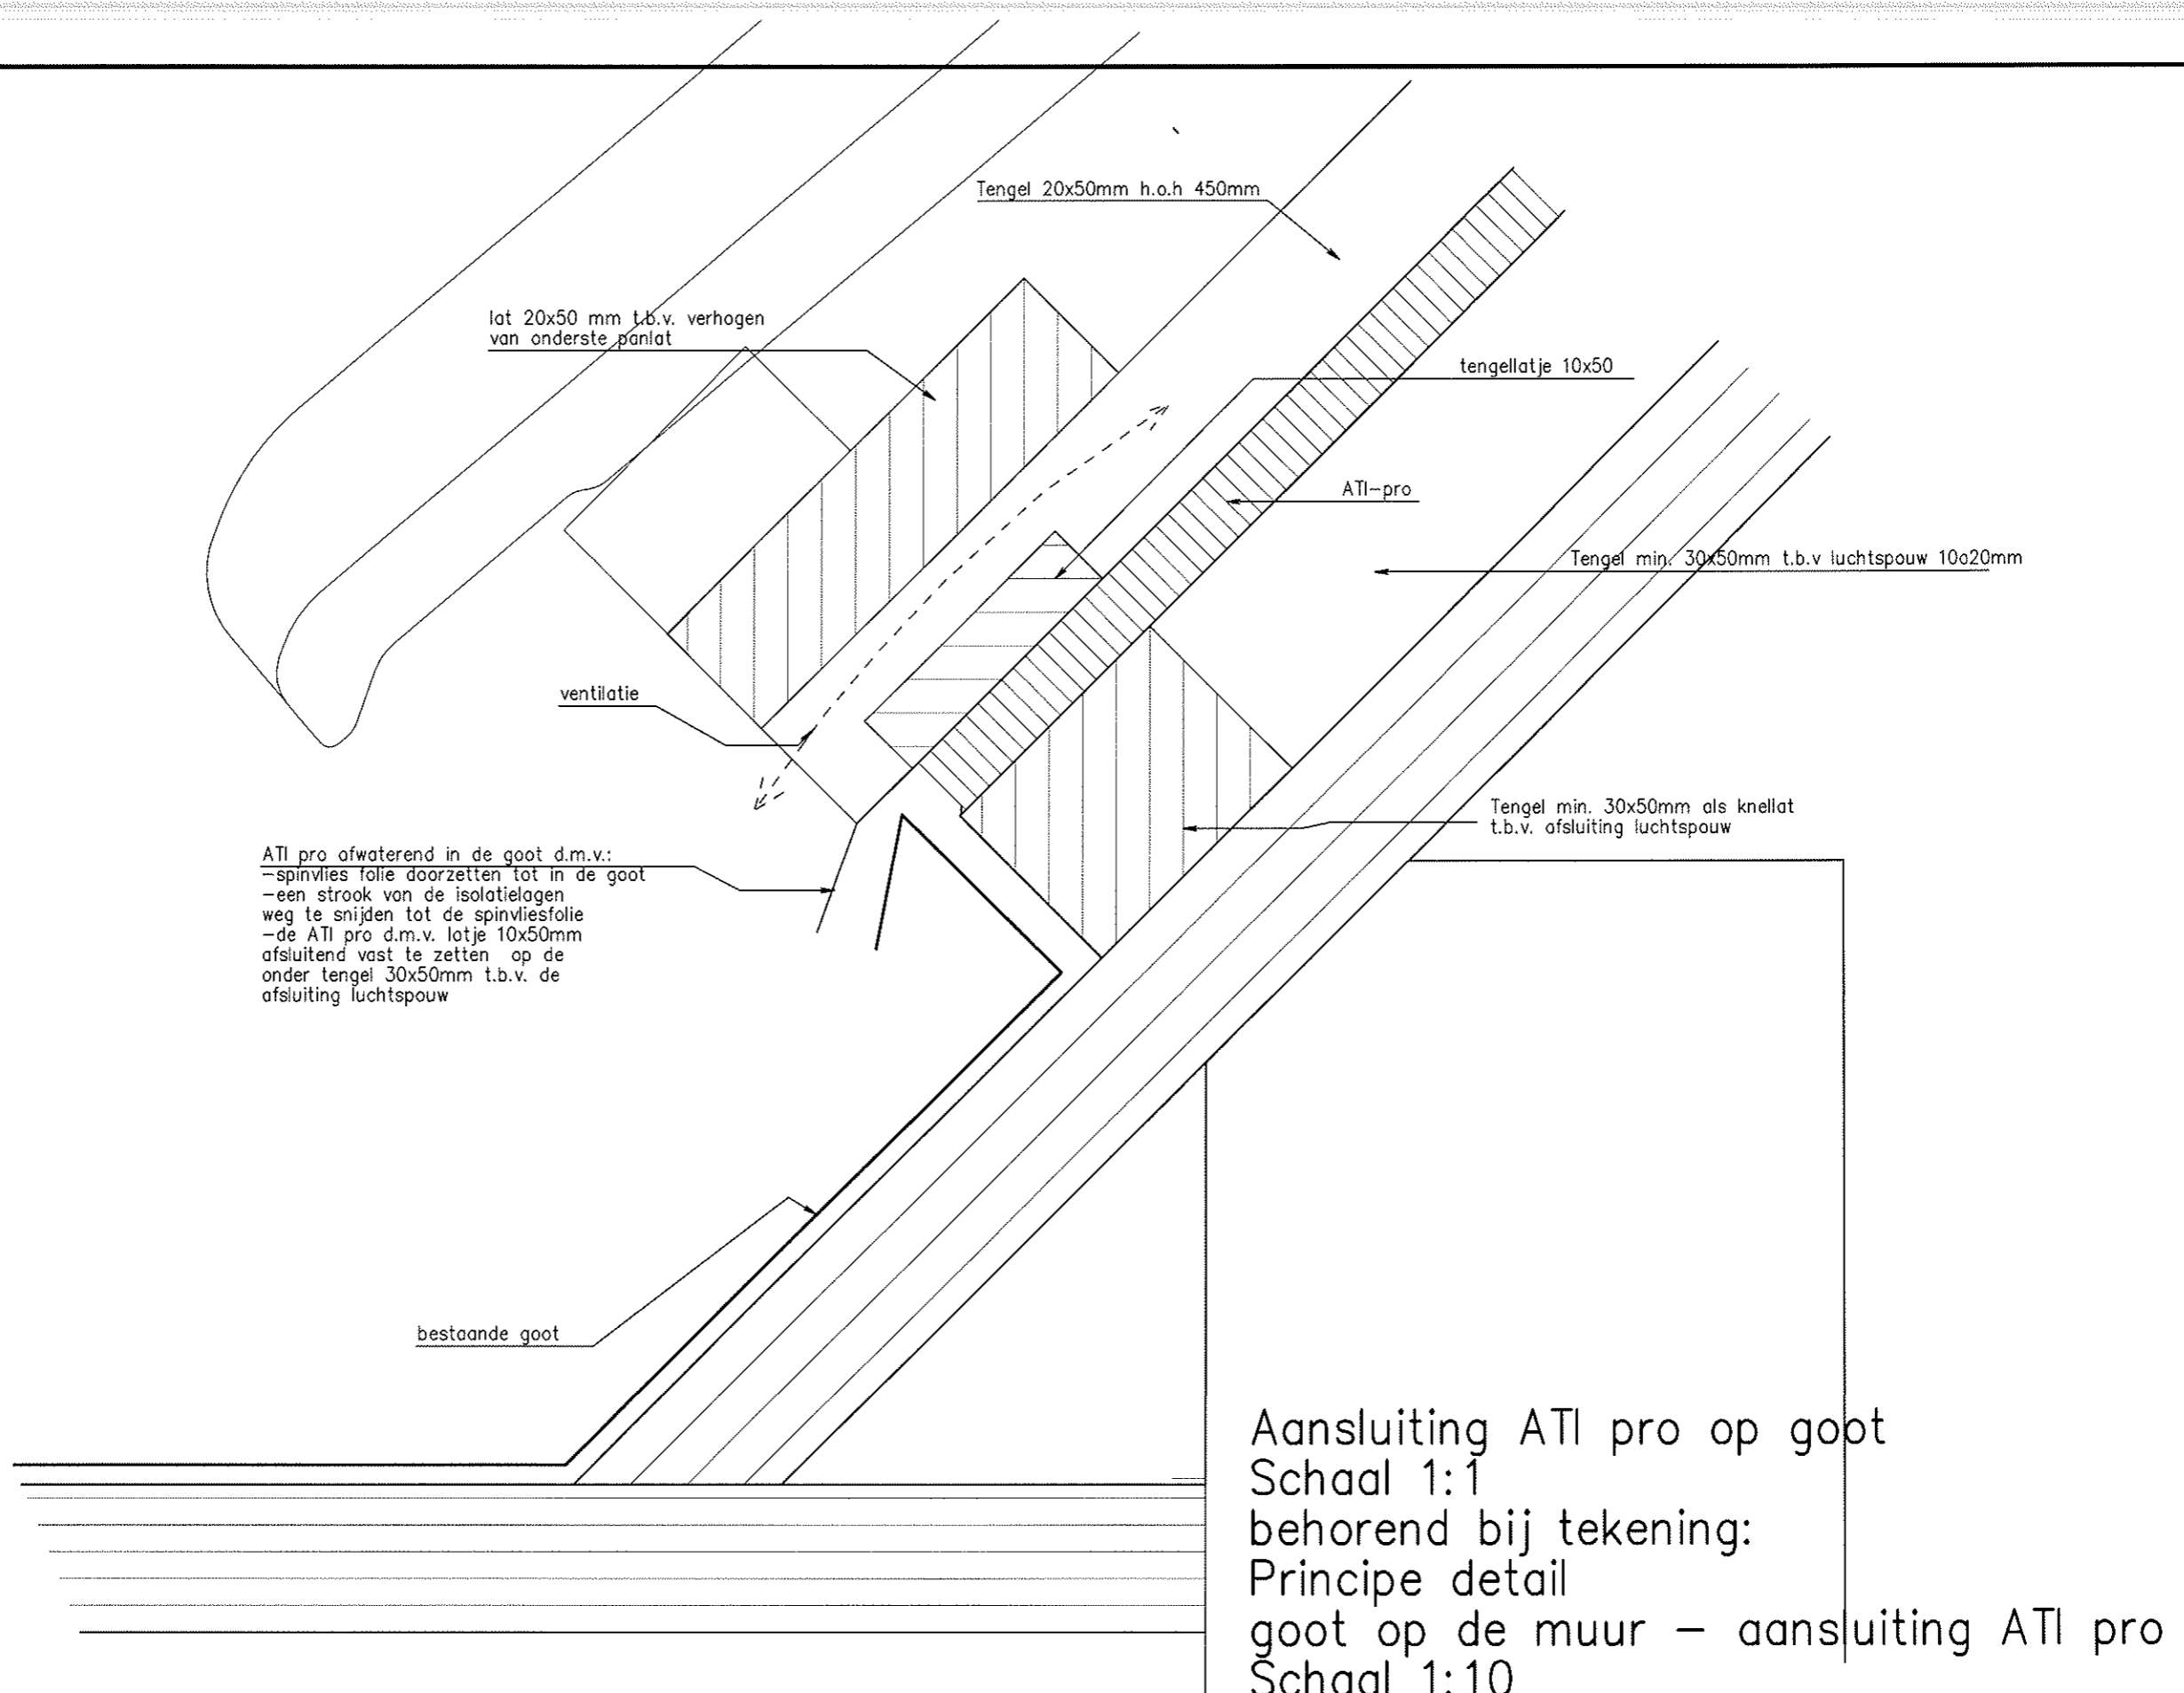 Tengel 20x50mm h.o.h 450mm
lat 20x50 mm t.b.v. verhogen
van onderste panlat
tengellatje 10x50
ATI-pro
Tengel min. 30x50mm t.b.v luchtspouw 10a20mm
ventilatie
Tengel min. 30x50mm als knellat
t.b.v. afsluiting luchtspouw
ATI pro afwaterend in de goot d.m.v.:
-spinvlies folie doorzetten tot in de goot
-een strook van de isolatielagen
weg te snijden tot de spinvliesfolie
-de ATI pro d.m.v. latje 10x50mm
afsluitend vast te zetten op de
onder tengel 30x50mm t.b.v. de
afsluiting luchtspouw
bestaande goot
Aansluiting ATI pro op goot
Schaal 1:1
behorend bij tekening:
Principe detail
goot op de muur - aansluiting ATI pro
Schaal 1:10